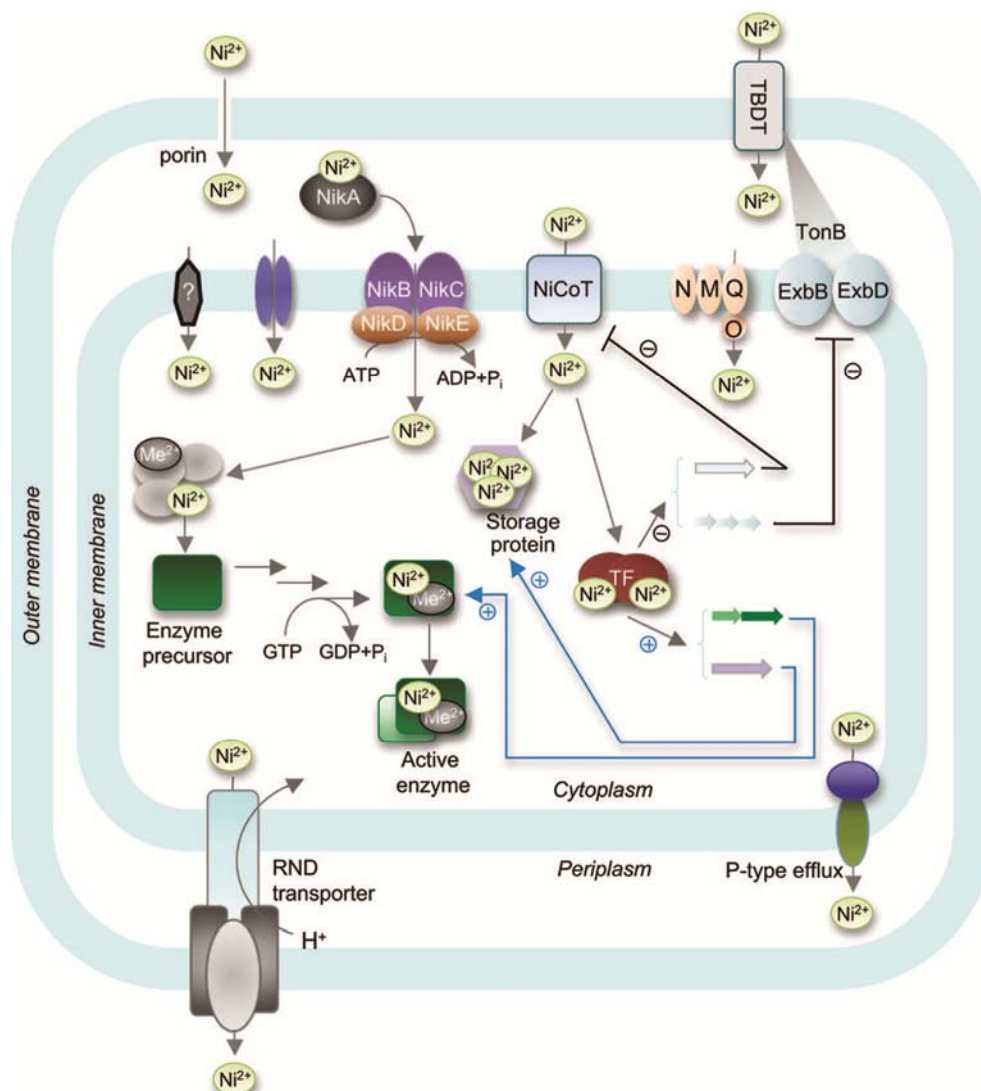 Ni²⁺
Ni²⁺
TBDT
porin
Ni²⁺
Ni²⁺
NikA
Ni²⁺
Ni²⁺
TonB
?
NikB
NikC
NiCoT
N
M
Q
ExbB
ExbD
NikD
NikE
O
⊖
⊖
Ni²⁺
Ni²⁺
ATP
ADP+Pᵢ
Ni²⁺
Ni²⁺
Ni²⁺
Me²⁺
Ni²⁺
Ni²⁺
Ni²⁺
Ni²⁺
Storage
protein
⊖
TF
Ni²⁺
Ni²⁺
⊕
⊕
⊕
Ni²⁺
Me²⁺
Enzyme
precursor
GTP
GDP+Pᵢ
Ni²⁺
Me²⁺
Active
enzyme
Outer membrane
Inner membrane
Ni²⁺
Ni²⁺
Cytoplasm
RND
transporter
Periplasm
P-type efflux
H⁺
Ni²⁺
Ni²⁺